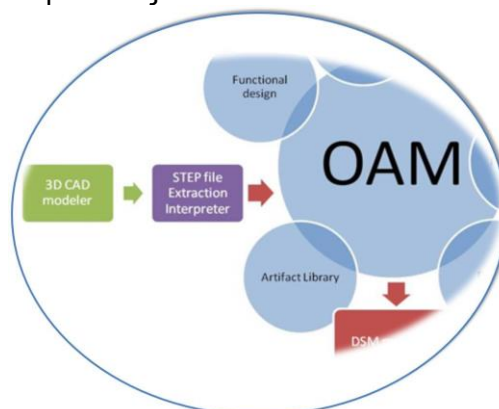 Functional
design
OAM
3D CAD
modeler
STEP file
Extraction
Interpreter
Artifact Library
DSM